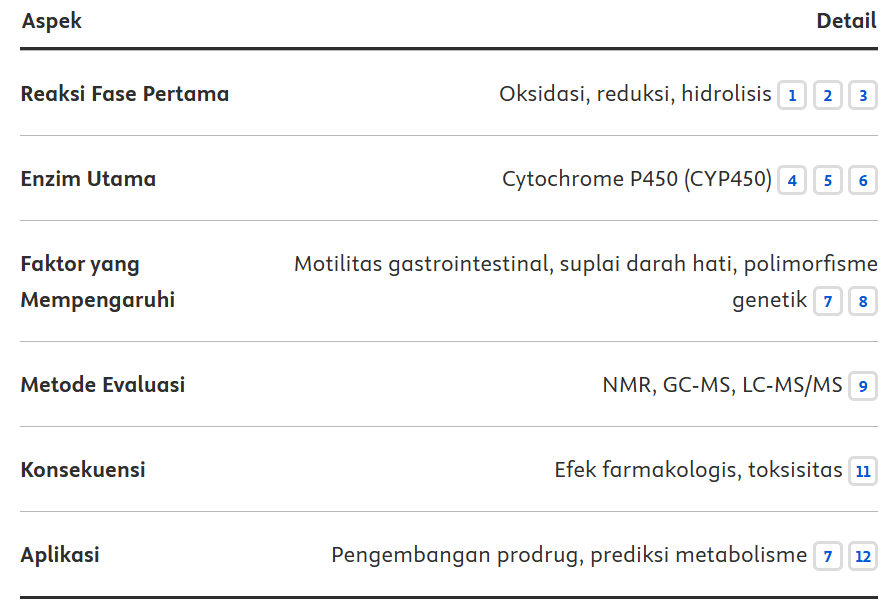 Aspek Detail
Reaksi Fase Pertama Oksidasi, reduksi, hidrolisis 1 2 3
Enzim Utama Cytochrome P450 (CYP450) 4 5 6
Faktor yang Motilitas gastrointestinal, suplai darah hati, polimorfisme
Mempengaruhi genetik 7 8
Metode Evaluasi NMR, GC-MS, LC-MS/MS 9
Konsekuensi Efek farmakologis, toksisitas 11
Aplikasi Pengembangan prodrug, prediksi metabolisme 7 12